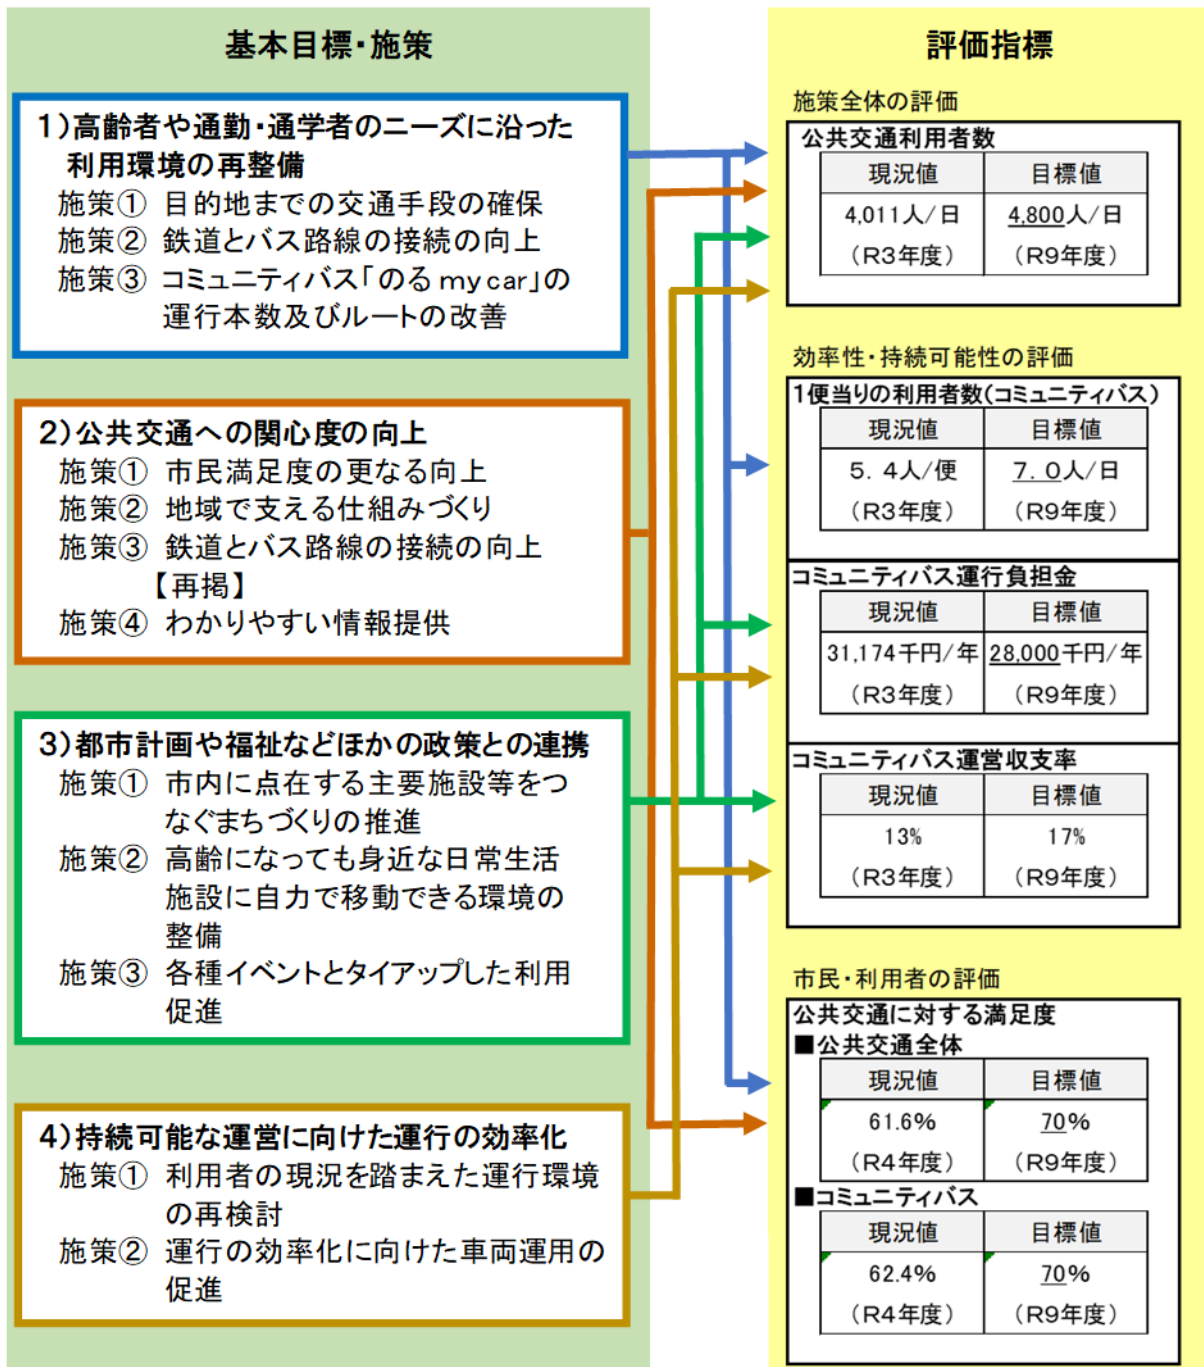 基本目標・施策
1)高齢者や通勤・通学者のニーズに沿った
利用環境の再整備
施策① 目的地までの交通手段の確保
施策② 鉄道とバス路線の接続の向上
施策③ コミュニティバス「のるmycar」の
運行本数及びルートの改善
2)公共交通への関心度の向上
施策① 市民満足度の更なる向上
施策② 地域で支える仕組みづくり
施策③ 鉄道とバス路線の接続の向上
【再掲】
施策④ わかりやすい情報提供
3)都市計画や福祉などほかの政策との連携
施策① 市内に点在する主要施設等をつ
なぐまちづくりの推進
施策② 高齢になっても身近な日常生活
施設に自力で移動できる環境の
整備
施策③ 各種イベントとタイアップした利用
促進
4)持続可能な運営に向けた運行の効率化
施策① 利用者の現況を踏まえた運行環境
の再検討
施策② 運行の効率化に向けた車両運用の
促進
評価指標
施策全体の評価
公共交通利用者数
現況値 目標値
4,011人/日 4,800人/日
(R3年度) (R9年度)
効率性・持続可能性の評価
1便当りの利用者数(コミュニティバス)
現況値 目標値
5.4人/便 7.0人/日
(R3年度) (R9年度)
コミュニティバス運行負担金
現況値 目標値
31,174千円/年 28,000千円/年
(R3年度) (R9年度)
コミュニティバス運営収支率
現況値 目標値
13% 17%
(R3年度) (R9年度)
市民・利用者の評価
公共交通に対する満足度
■公共交通全体
現況値 目標値
61.6% 70%
(R4年度) (R9年度)
■コミュニティバス
現況値 目標値
62.4% 70%
(R4年度) (R9年度)